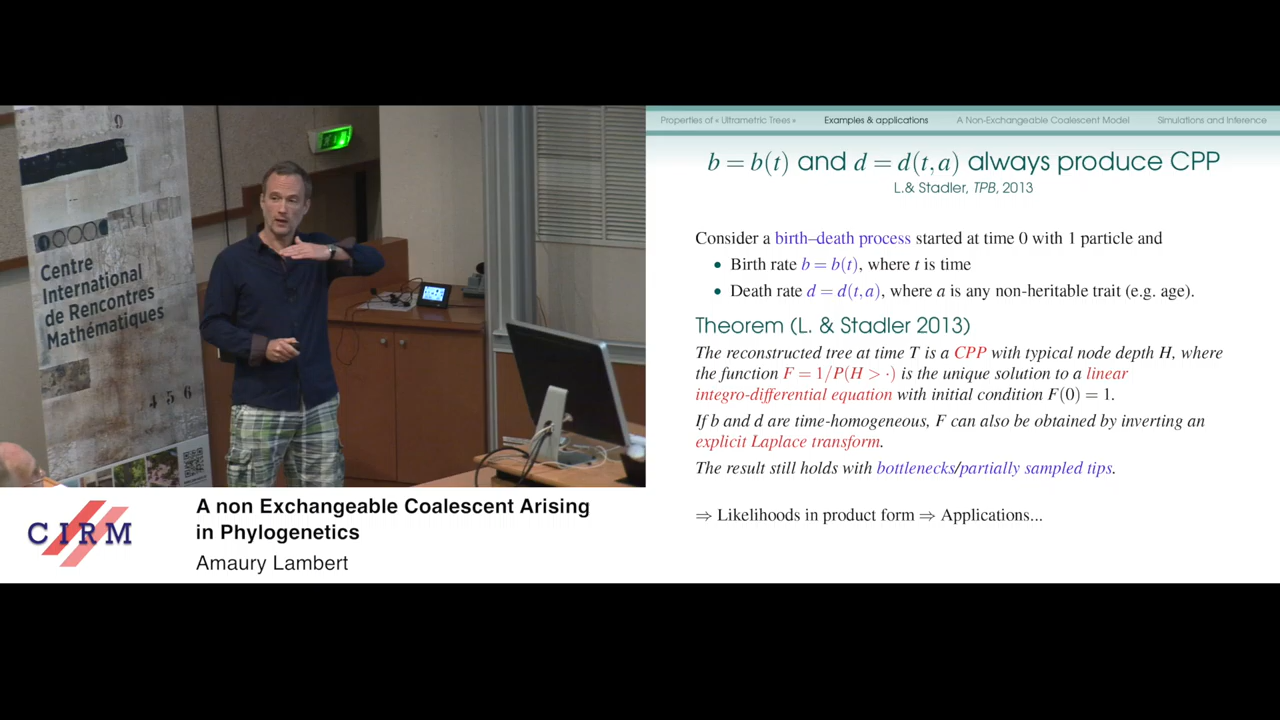 Centre
International
de Rencontres
Mathématiques
4 5 6
CIRM
A non Exchangeable Coalescent Arising
in Phylogenetics
Amaury Lambert
Properties of « Ultrametric Trees » Examples & applications A Non-Exchangeable Coalescent Model Simulations and Inference
b = b(t) and d = d(t,a) always produce CPP
L.& Stadler, TPB, 2013
Consider a birth–death process started at time 0 with 1 particle and
• Birth rate b = b(t), where t is time
• Death rate d = d(t,a), where a is any non-heritable trait (e.g. age).
Theorem (L. & Stadler 2013)
The reconstructed tree at time T is a CPP with typical node depth H, where
the function F = 1/P(H > ·) is the unique solution to a linear
integro-differential equation with initial condition F(0) = 1.
If b and d are time-homogeneous, F can also be obtained by inverting an
explicit Laplace transform.
The result still holds with bottlenecks/partially sampled tips.
⇒ Likelihoods in product form ⇒ Applications...